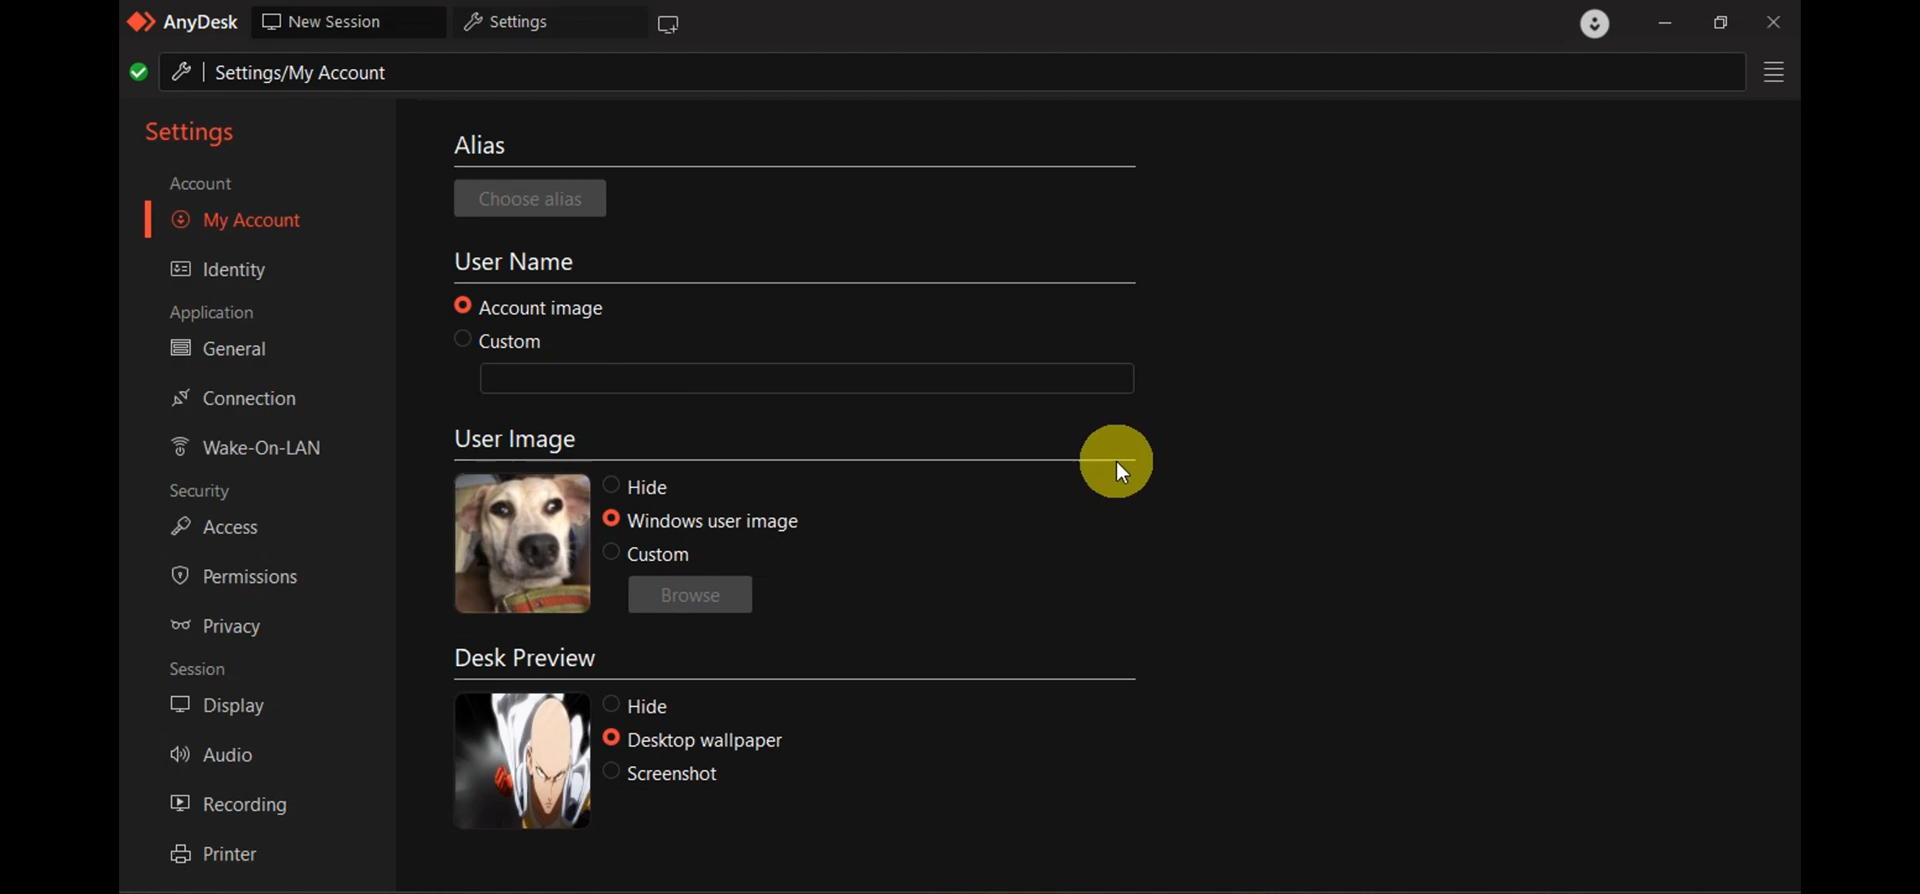 AnyDesk
New Session
Settings
Settings/My Account
Settings
Account
My Account
Identity
Application
General
Connection
Wake-On-LAN
Security
Access
Permissions
Privacy
Session
Display
Audio
Recording
Printer
Alias
Choose alias
User Name
Account image
Custom
User Image
Hide
Windows user image
Custom
Browse
Desk Preview
Hide
Desktop wallpaper
Screenshot